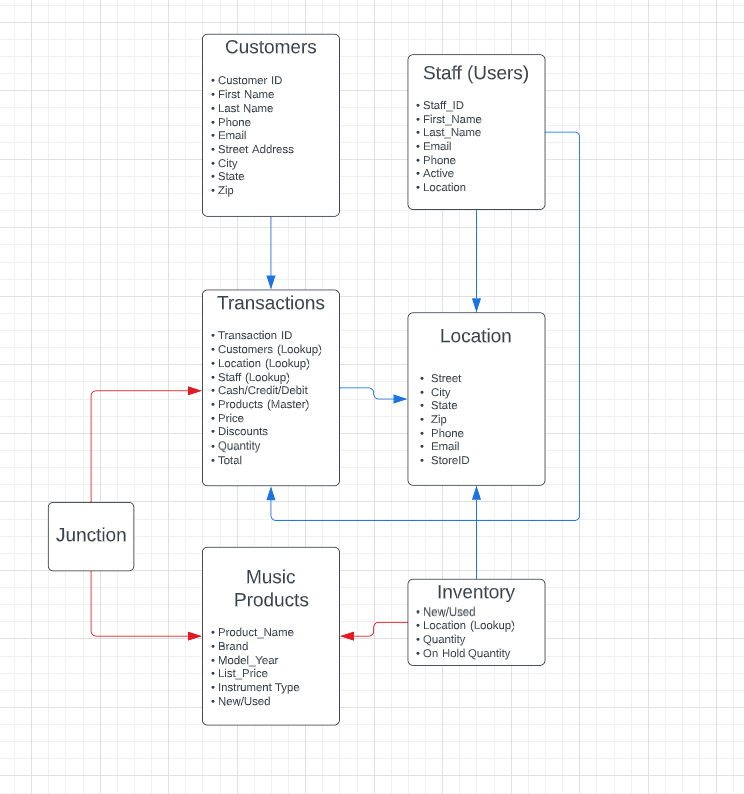 Customers
• Customer ID
• First Name
• Last Name
• Phone
• Email
• Street Address
• City
• State
• Zip
Staff (Users)
• Staff_ID
• First_Name
• Last_Name
• Email
• Phone
• Active
• Location
Transactions
• Transaction ID
• Customers (Lookup)
• Location (Lookup)
• Staff (Lookup)
• Cash/Credit/Debit
• Products (Master)
• Price
• Discounts
• Quantity
• Total
Location
• Street
• City
• State
• Zip
• Phone
• Email
• StoreID
Junction
Music
Products
• Product_Name
• Brand
• Model_Year
• List_Price
• Instrument Type
• New/Used
Inventory
• New/Used
• Location (Lookup)
• Quantity
• On Hold Quantity